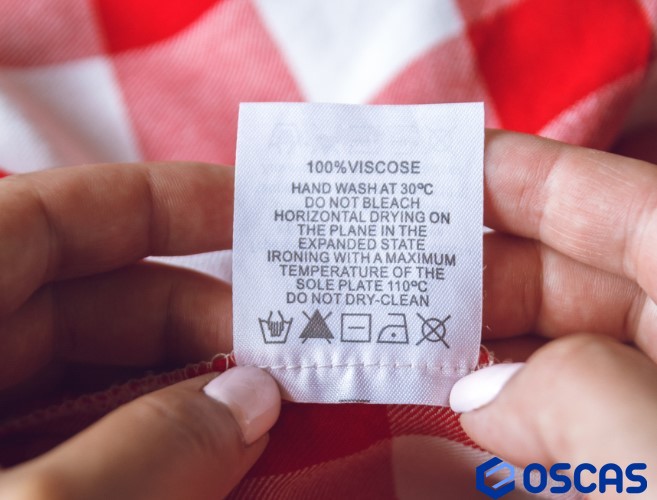 100%VISCOSE
HAND WASH AT 30ºC
DO NOT BLEACH
HORIZONTAL DRYING ON
THE PLANE IN THE
EXPANDED STATE
IRONING WITH A MAXIMUM
TEMPERATURE OF THE
SOLE PLATE 110ºC
DO NOT DRY-CLEAN
OSCAS